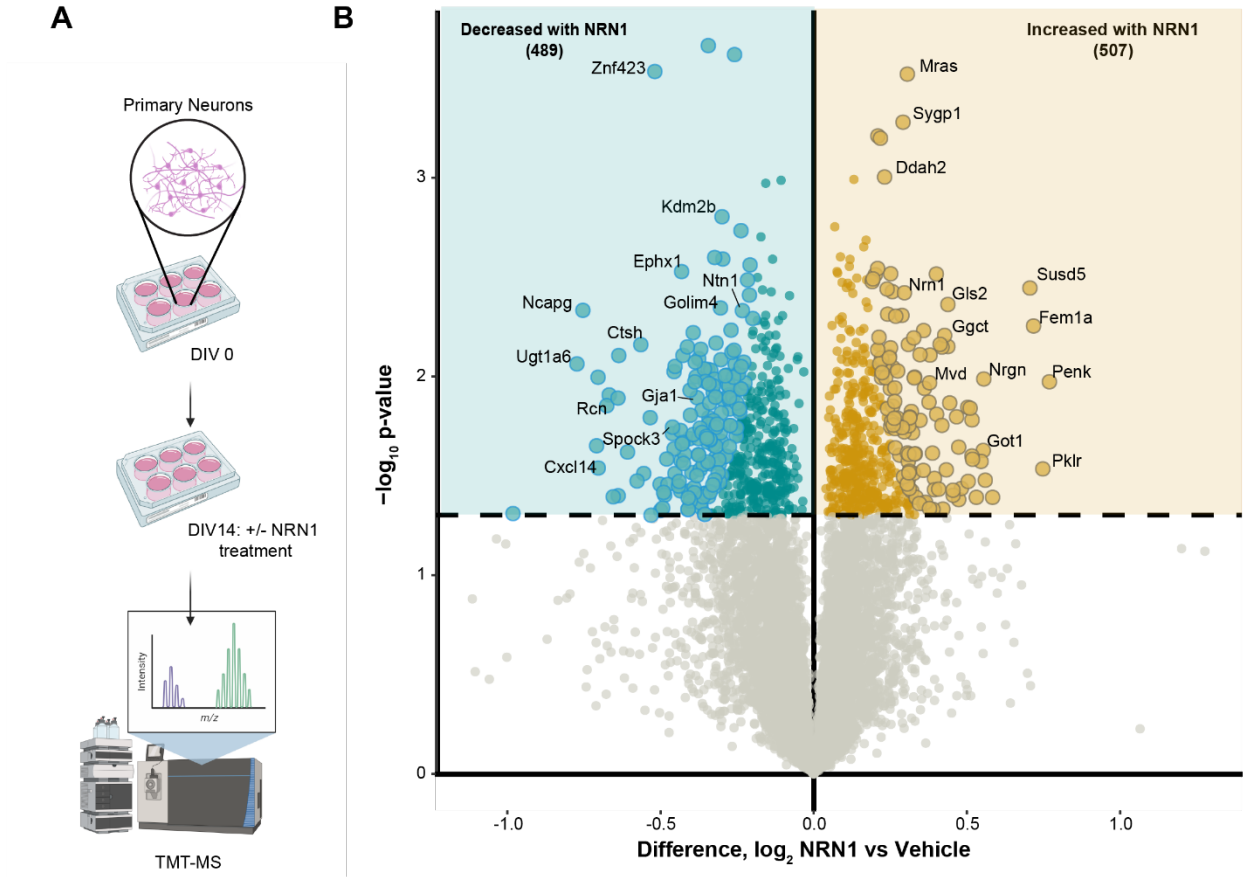 A
Primary Neurons
DIV 0
DIV14: +/- NRN1
treatment
Intensity
m/z
TMT-MS
B
Decreased with NRN1
(489)
Increased with NRN1
(507)
Znf423
Mras
Sygp1
Ddah2
Kdm2b
Ephx1
Ntn1
Golim4
Ncapg
Ctsh
Ugt1a6
Gja1
Rcn
Spock3
Cxcl14
Nrn1
Susd5
Gls2
Fem1a
Ggct
Mvd
Nrgn
Penk
Got1
Pklr
−log10 p-value
3
2
1
0
-1.0
-0.5
0.0
0.5
1.0
Difference, log2 NRN1 vs Vehicle